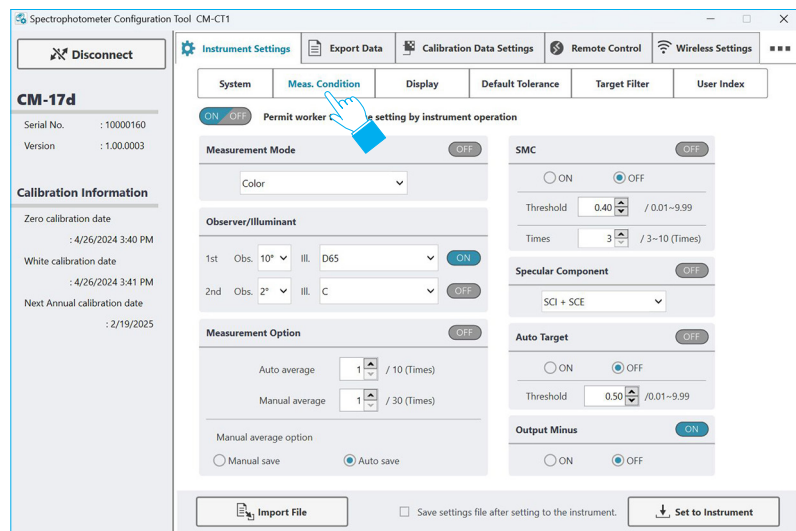 Spectrophotometer Configuration Tool CM-CT1
Disconnect
CM-17d
Serial No. : 10000160
Version : 1.00.0003
Calibration Information
Zero calibration date
: 4/26/2024 3:40 PM
White calibration date
: 4/26/2024 3:41 PM
Next Annual calibration date
: 2/19/2025
Instrument Settings Export Data Calibration Data Settings Remote Control Wireless Settings
System Meas. Condition Display Default Tolerance Target Filter User Index
ON OFF Permit worker setting by instrument operation
Measurement Mode OFF
Color
Observer/Illuminant
1st Obs. 10° Ill. D65 ON
2nd Obs. 2° Ill. C OFF
Measurement Option OFF
Auto average 1 / 10 (Times)
Manual average 1 / 30 (Times)
Manual average option
Manual save Auto save
SMC OFF
ON OFF
Threshold 0.40 / 0.01~9.99
Times 3 / 3~10 (Times)
Specular Component OFF
SCI + SCE
Auto Target OFF
ON OFF
Threshold 0.50 /0.01~9.99
Output Minus ON
ON OFF
Import File Save settings file after setting to the instrument. Set to Instrument